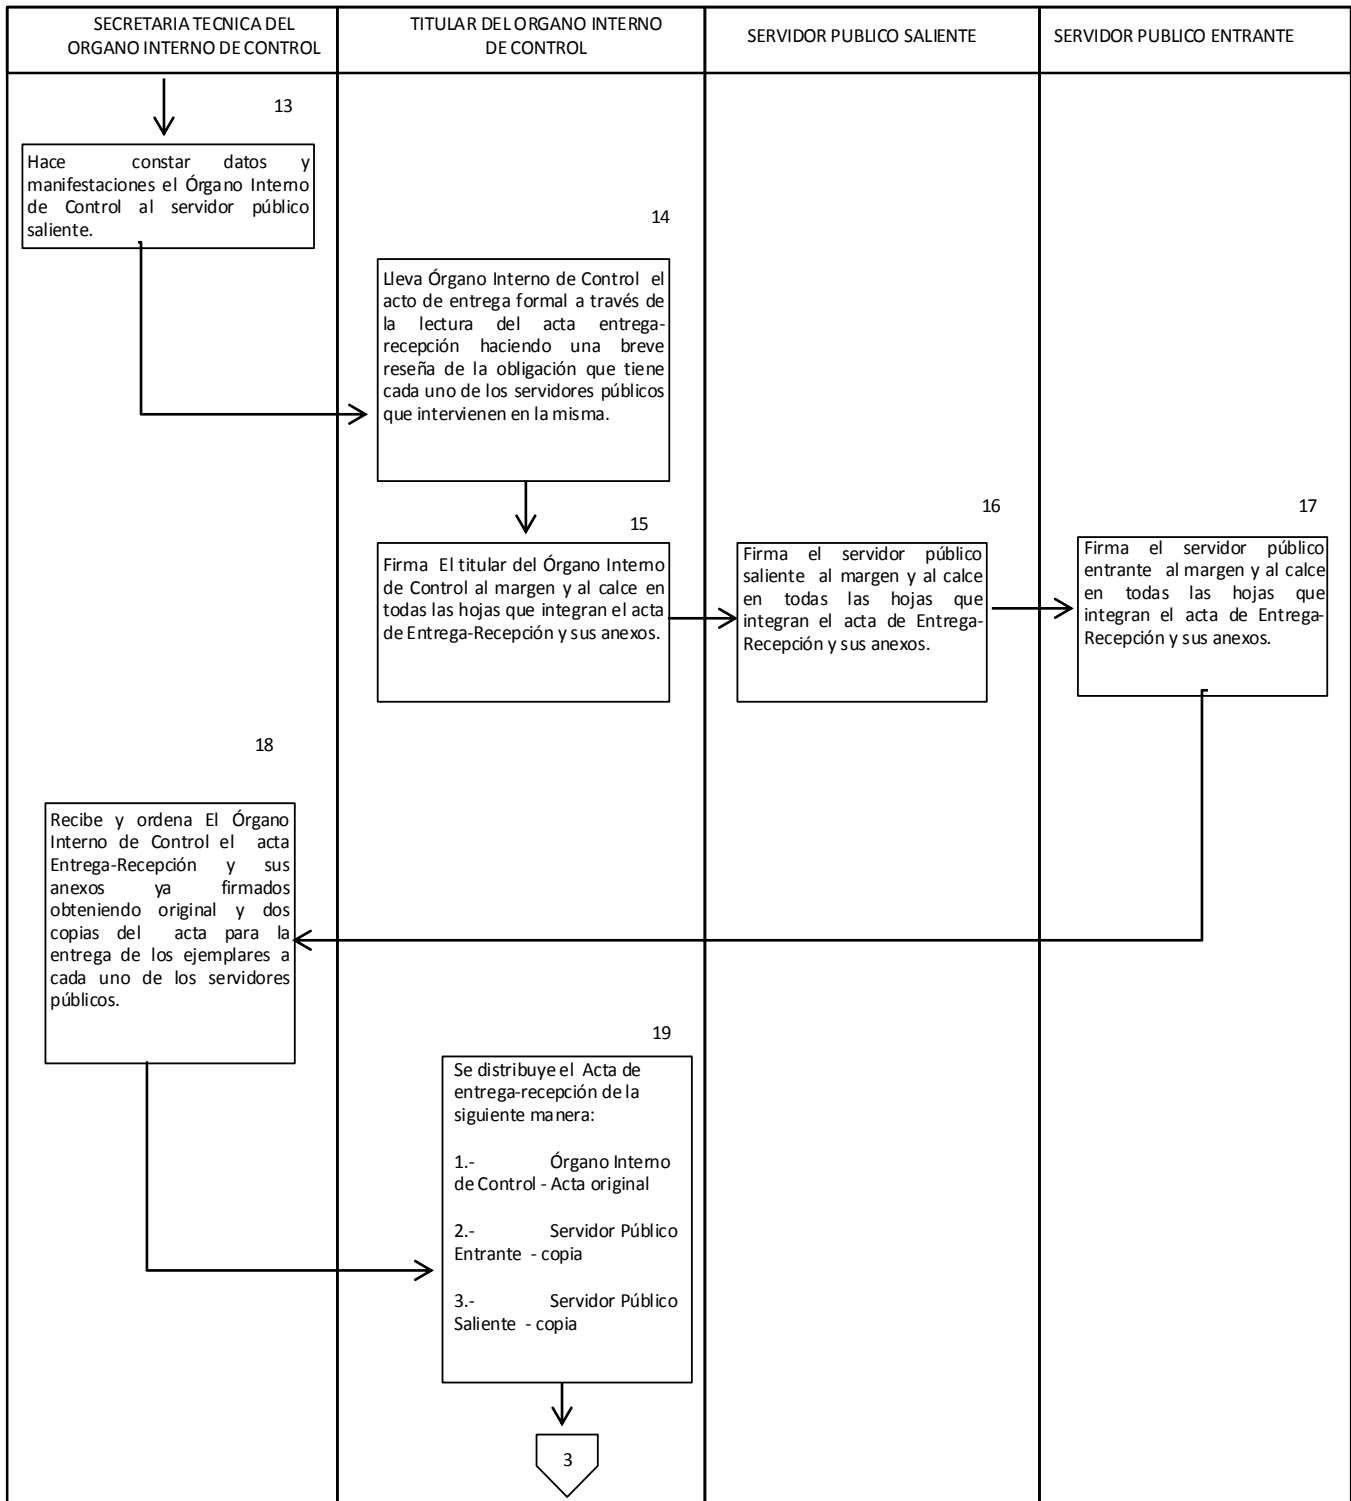 SECRETARIA TECNICA DEL
ORGANO INTERNO DE CONTROL
TITULAR DEL ORGANO INTERNO
DE CONTROL
SERVIDOR PUBLICO SALIENTE
SERVIDOR PUBLICO ENTRANTE
13
Hace constar datos y
manifestaciones el Órgano Interno
de Control al servidor público
saliente.
14
Lleva Órgano Interno de Control el
acto de entrega formal a través de
la lectura del acta entrega-
recepción haciendo una breve
reseña de la obligación que tiene
cada uno de los servidores públicos
que intervienen en la misma.
15
Firma El titular del Órgano Interno
de Control al margen y al calce en
todas las hojas que integran el acta
de Entrega-Recepción y sus anexos.
16
Firma el servidor público
saliente al margen y al calce
en todas las hojas que
integran el acta de Entrega-
Recepción y sus anexos.
17
Firma el servidor público
entrante al margen y al calce
en todas las hojas que
integran el acta de Entrega-
Recepción y sus anexos.
18
Recibe y ordena El Órgano
Interno de Control el acta
Entrega-Recepción y sus
anexos ya firmados
obteniendo original y dos
copias del acta para la
entrega de los ejemplares a
cada uno de los servidores
públicos.
19
Se distribuye el Acta de
entrega-recepción de la
siguiente manera:
1.- Órgano Interno
de Control - Acta original
2.- Servidor Público
Entrante - copia
3.- Servidor Público
Saliente - copia
3